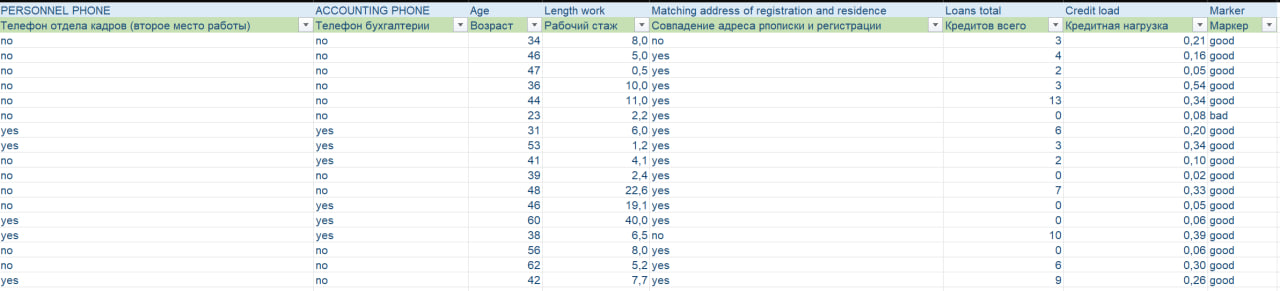 PERSONNEL PHONE ACCOUNTING PHONE Age Length work Matching address of registration and residence Loans total Credit load Marker
Телефон отдела кадров (второе место работы) Телефон бухгалтерии Возраст Рабочий стаж Совпадение адреса рпописки и регистрации Кредитов всего Кредитная нагрузка Маркер
no no 34 8,0 no 3 0,21 good
no no 46 5,0 yes 4 0,16 good
no no 47 0,5 yes 2 0,05 good
no no 36 10,0 yes 3 0,54 good
no no 44 11,0 yes 13 0,34 good
no no 23 2,2 yes 0 0,08 bad
yes yes 31 6,0 yes 6 0,20 good
yes yes 53 1,2 yes 3 0,34 good
no yes 41 4,1 yes 2 0,10 good
no no 39 2,4 yes 0 0,02 good
no no 48 22,6 yes 7 0,33 good
no yes 46 19,1 yes 0 0,05 good
yes yes 60 40,0 yes 0 0,06 good
yes yes 38 6,5 no 10 0,39 good
no no 56 8,0 yes 0 0,06 good
no no 62 5,2 yes 6 0,30 good
yes no 42 7,7 yes 9 0,26 good